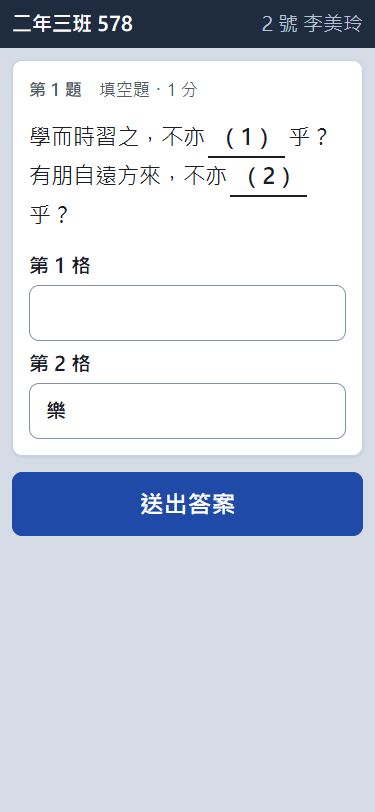 二年三班 578
2 號 李美玲
第 1 題 填空題 · 1 分
學而時習之，不亦 （1） 乎？
有朋自遠方來，不亦 （2）
乎？
第 1 格
第 2 格
樂
送出答案